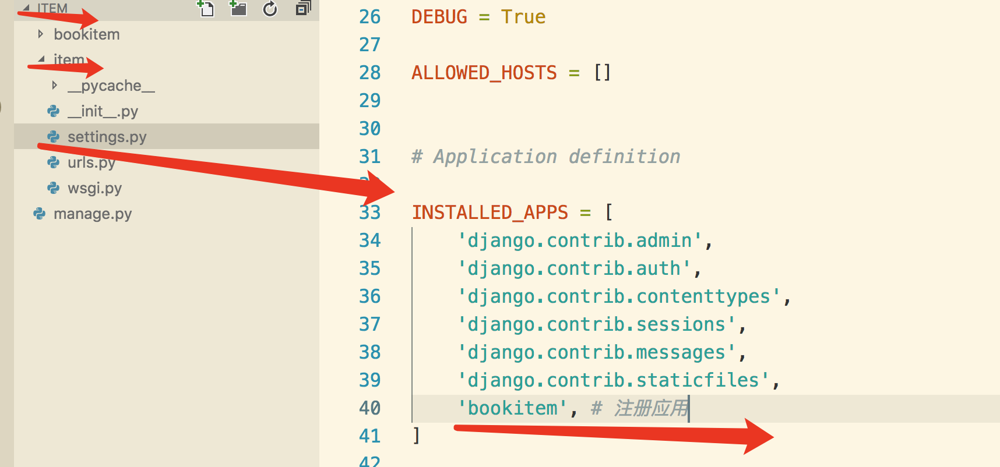 ITEM
bookitem
item
__pycache__
__init__.py
settings.py
urls.py
wsgi.py
manage.py
26 DEBUG = True
27
28 ALLOWED_HOSTS = []
29
30
31 # Application definition
33 INSTALLED_APPS = [
34 'django.contrib.admin',
35 'django.contrib.auth',
36 'django.contrib.contenttypes',
37 'django.contrib.sessions',
38 'django.contrib.messages',
39 'django.contrib.staticfiles',
40 'bookitem', # 注册应用
41 ]
42